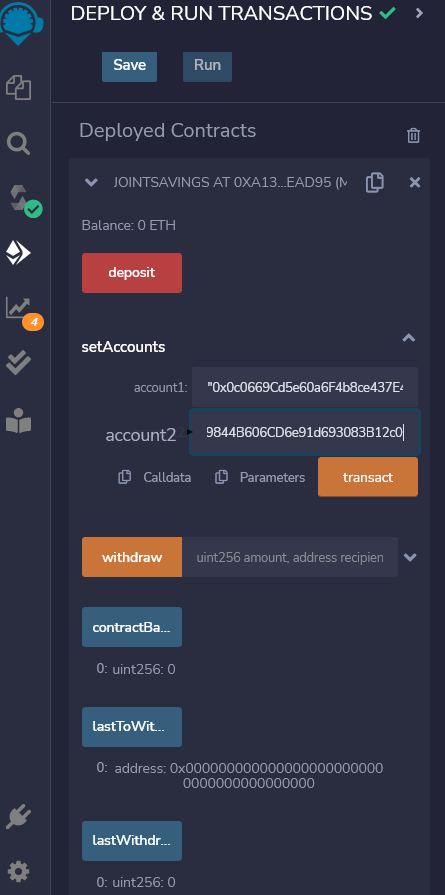 DEPLOY & RUN TRANSACTIONS
Save
Run
Deployed Contracts
JOINTSAVINGS AT 0XA13...EAD95 (M
Balance: 0 ETH
deposit
setAccounts
account1:
"0x0c0669Cd5e60a6F4b8ce437E4
account2
9844B606CD6e91d693083B12c0
Calldata
Parameters
transact
4
withdraw
uint256 amount, address recipien
contractBa...
0: uint256: 0
lastToWit...
0: address: 0x0000000000000000000000000
0000000000000000
lastWithdr...
0: uint256: 0